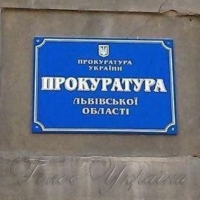 ПРОКУРАТУРА
УКРАЇНИ
ПРОКУРАТУРА
ЛЬВІВСЬКОЇ
ОБЛАСТІ
Голос України